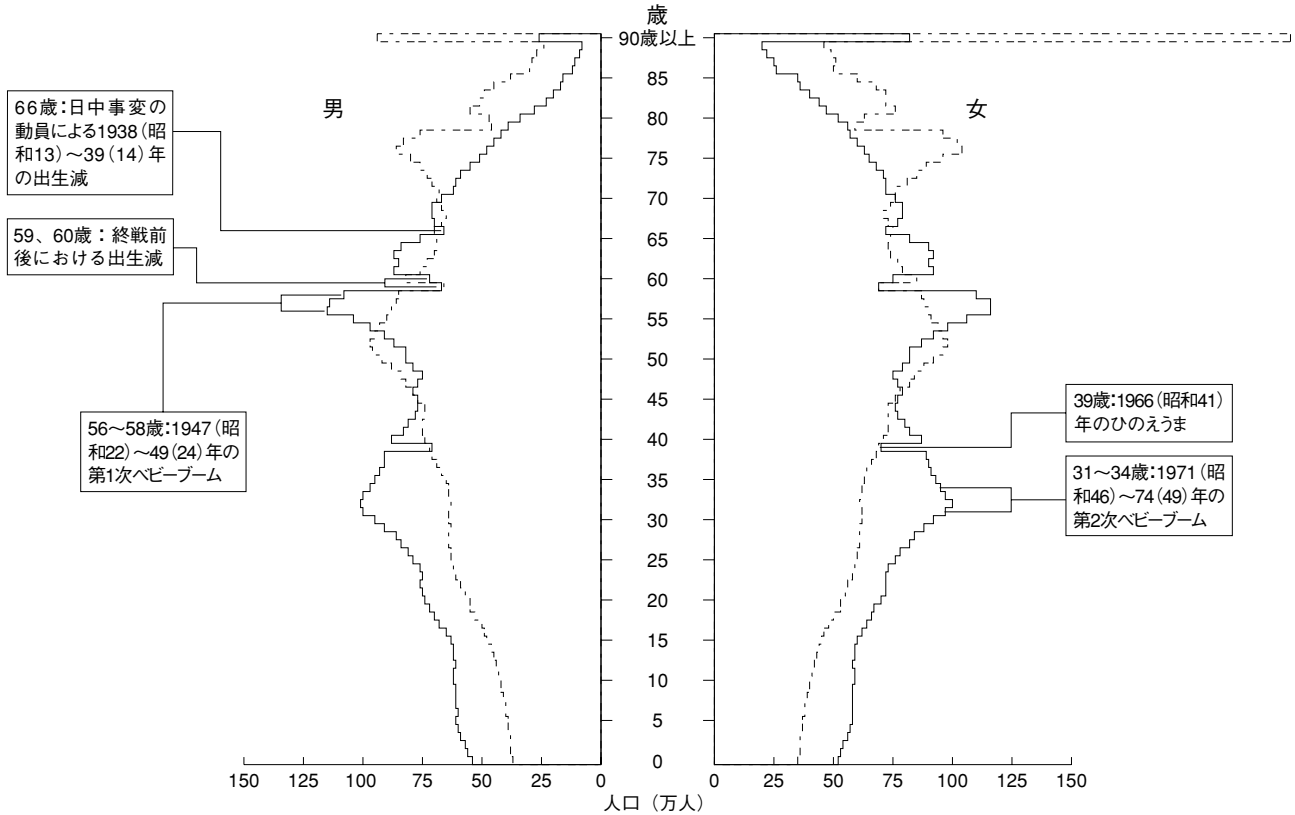 歳
90歳以上
85
80
75
70
65
60
55
50
45
40
35
30
25
20
15
10
5
0
男
女
66歳：日中事変の
動員による1938（昭
和13）〜39（14）年
の出生減
59、60歳：終戦前
後における出生減
56〜58歳：1947（昭
和22）〜49（24）年の
第1次ベビーブーム
39歳：1966（昭和41）
年のひのえうま
31〜34歳：1971（昭
和46）〜74（49）年の
第2次ベビーブーム
150 125 100 75 50 25 0
0 25 50 75 100 125 150
人口（万人）